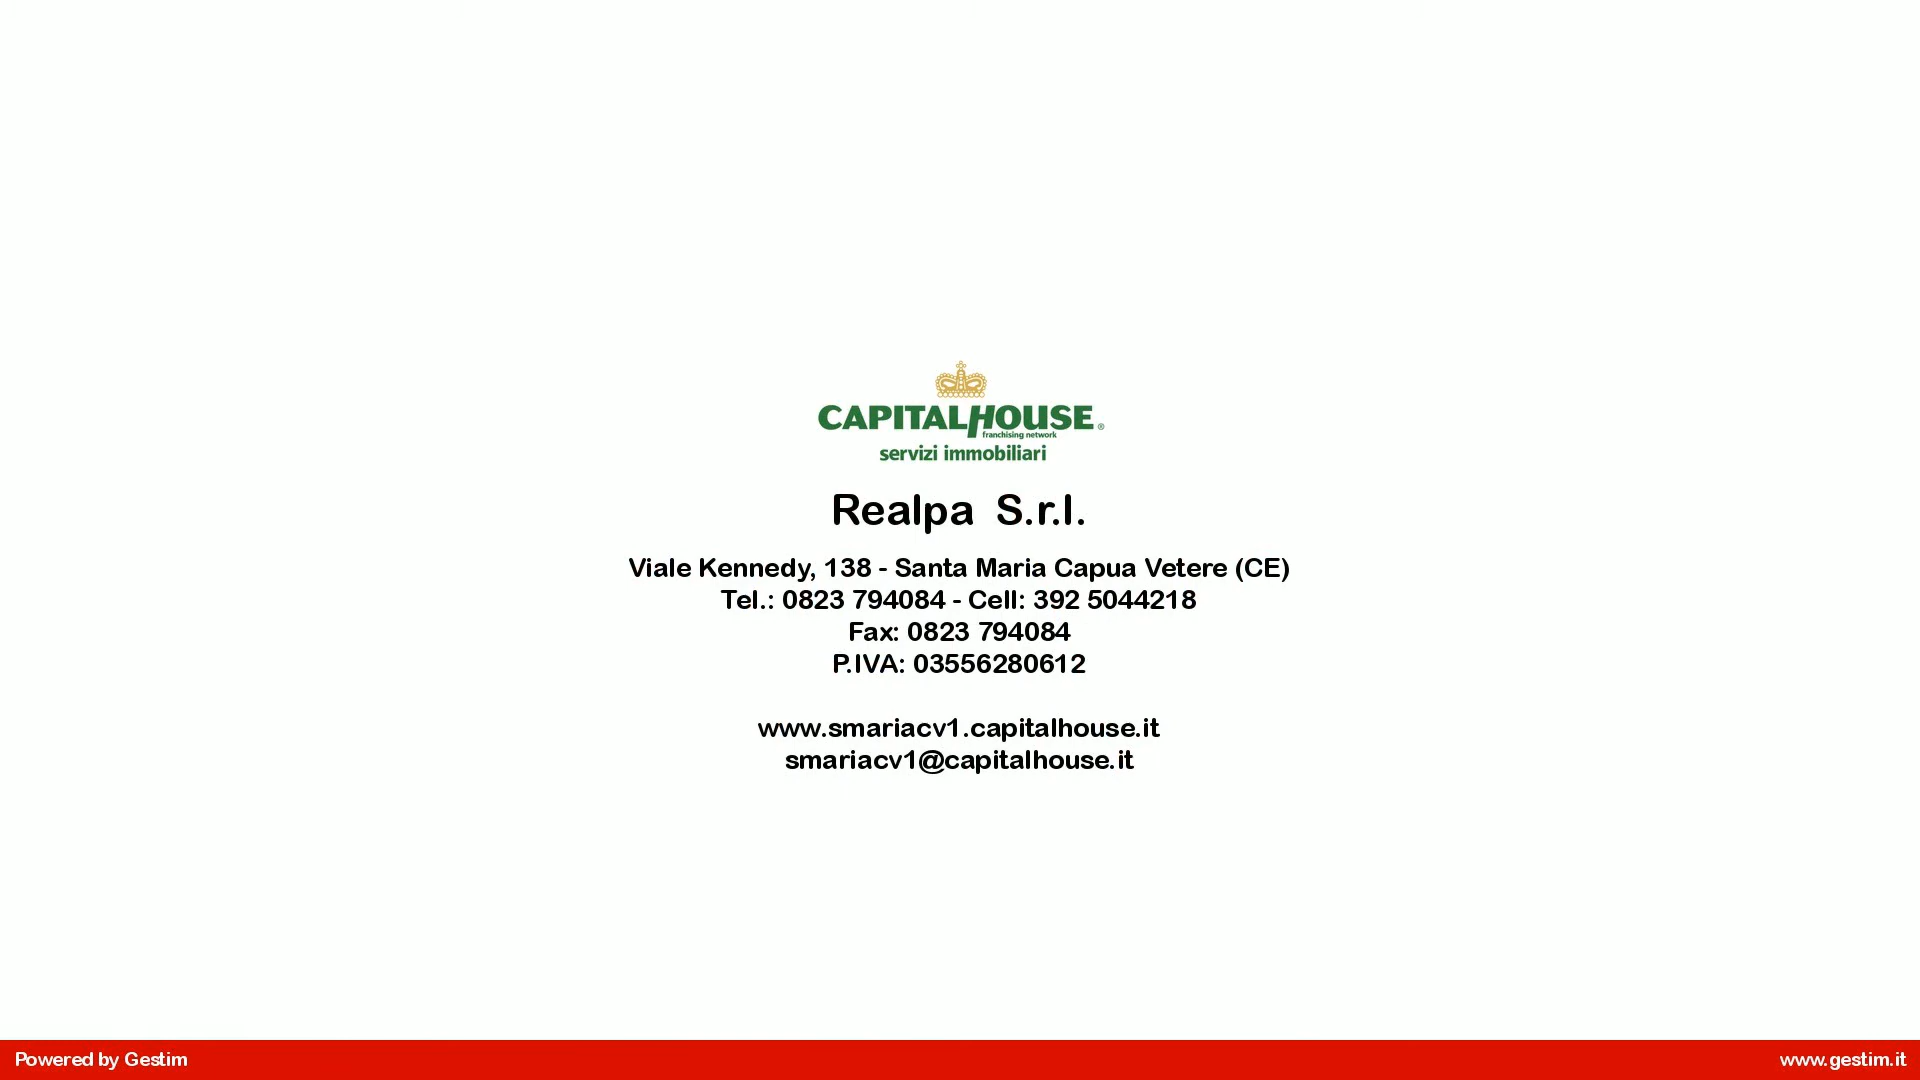 CAPITALHOUSE®
franchising network
servizi immobiliari
Realpa S.r.l.
Viale Kennedy, 138 - Santa Maria Capua Vetere (CE)
Tel.: 0823 794084 - Cell: 392 5044218
Fax: 0823 794084
P.IVA: 03556280612
www.smariacv1.capitalhouse.it
smariacv1@capitalhouse.it
Powered by Gestim
www.gestim.it